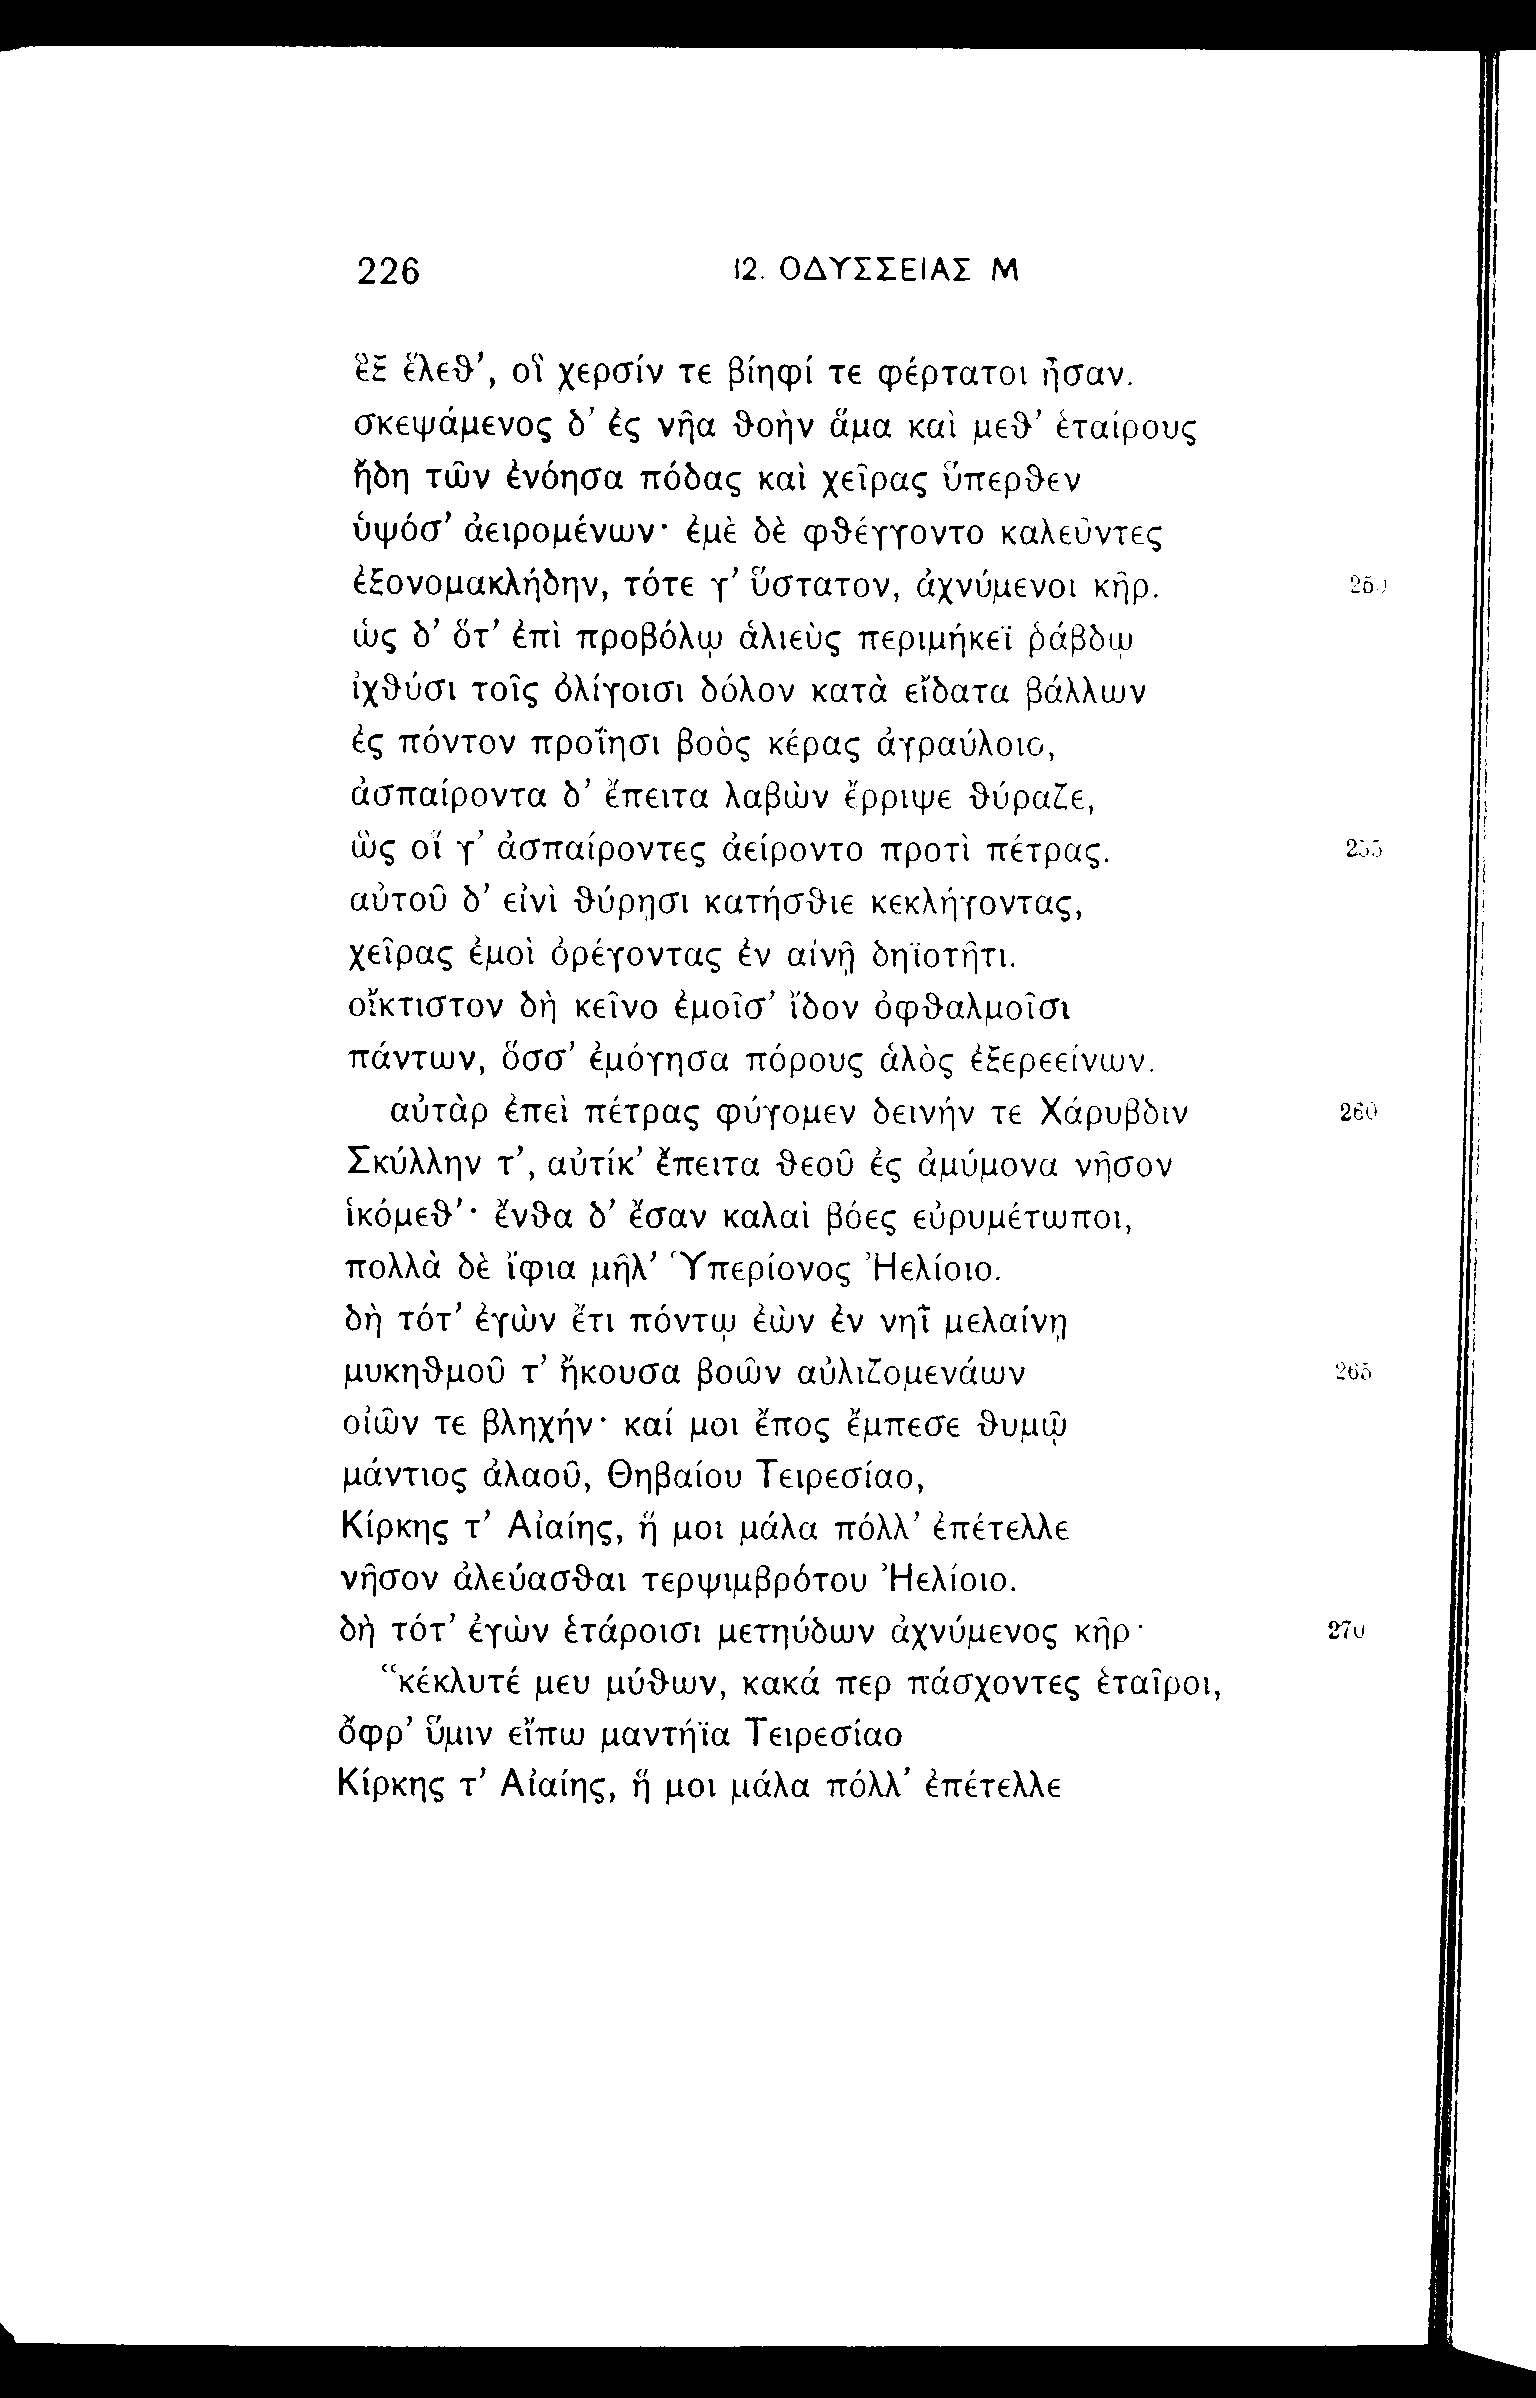 226 12. ΟΔΥΣΣΕΙΑΣ Μ
ἓξ ἕλεϑ’, οἳ χερσίν τε βίηφί τε φέρτατοι ἦσαν.
σκεψάμενος δ’ ἐς νῆα ϑοὴν ἅμα καὶ μεϑ’ ἑταίρους
ἤδη τῶν ἐνόησα πόδας καὶ χεῖρας ὕπερϑεν
ὑψόσ’ ἀειρομένων· ἐμὲ δὲ φϑέγγοντο καλεῦντες
ἐξονομακλήδην, τότε γ’ ὕστατον, ἀχνύμενοι κῆρ. 250
ὡς δ’ ὅτ’ ἐπὶ προβόλῳ ἁλιεὺς περιμήκεϊ ῥάβδῳ
ἰχϑύσι τοῖς ὀλίγοισι δόλον κατὰ εἴδατα βάλλων
ἐς πόντον προΐησι βοὸς κέρας ἀγραύλοιο,
ἀσπαίροντα δ’ ἔπειτα λαβὼν ἔρριψε ϑύραζε,
ὣς οἵ γ’ ἀσπαίροντες ἀείροντο προτὶ πέτρας. 255
αὐτοῦ δ’ εἰνὶ ϑύρῃσι κατήσϑιε κεκλήγοντας,
χεῖρας ἐμοὶ ὀρέγοντας ἐν αἰνῇ δηϊοτῆτι.
οἴκτιστον δὴ κεῖνο ἐμοῖσ’ ἴδον ὀφϑαλμοῖσι
πάντων, ὅσσ’ ἐμόγησα πόρους ἁλὸς ἐξερεείνων.
αὐτὰρ ἐπεὶ πέτρας φύγομεν δεινήν τε Χάρυβδιν 260
Σκύλλην τ’, αὐτίκ’ ἔπειτα ϑεοῦ ἐς ἀμύμονα νῆσον
ἱκόμεϑ’· ἔνϑα δ’ ἔσαν καλαὶ βόες εὐρυμέτωποι,
πολλὰ δὲ ἴφια μῆλ’ Ὑπερίονος Ἠελίοιο.
δὴ τότ’ ἐγὼν ἔτι πόντῳ ἐὼν ἐν νηῒ μελαίνῃ
μυκηϑμοῦ τ’ ἤκουσα βοῶν αὐλιζομενάων 265
οἰῶν τε βληχήν· καί μοι ἔπος ἔμπεσε ϑυμῷ
μάντιος ἀλαοῦ, Θηβαίου Τειρεσίαο,
Κίρκης τ’ Αἰαίης, ἥ μοι μάλα πόλλ’ ἐπέτελλε
νῆσον ἀλεύασϑαι τερψιμβρότου Ἠελίοιο.
δὴ τότ’ ἐγὼν ἑτάροισι μετηύδων ἀχνύμενος κῆρ· 270
“κέκλυτέ μευ μύϑων, κακά περ πάσχοντες ἑταῖροι,
ὄφρ’ ὕμιν εἴπω μαντήϊα Τειρεσίαο
Κίρκης τ’ Αἰαίης, ἥ μοι μάλα πόλλ’ ἐπέτελλε